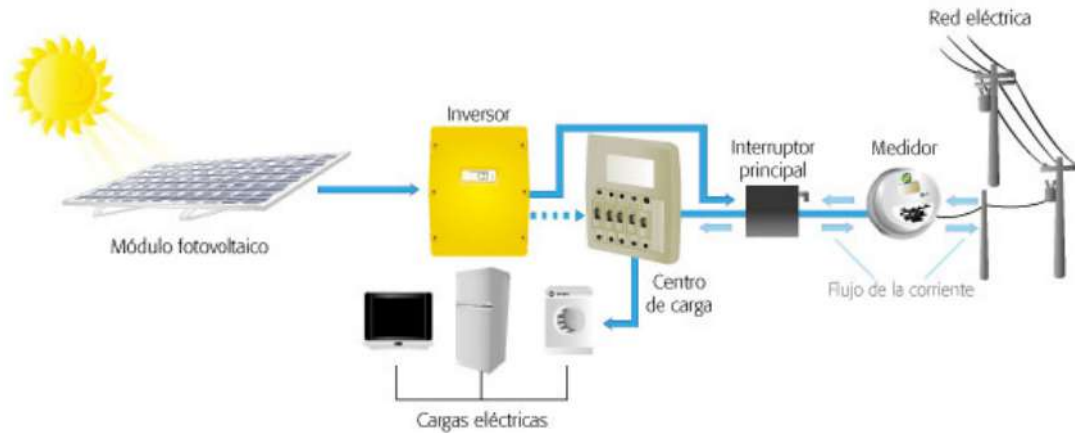 Red eléctrica
Inversor
Interruptor
principal
Medidor
Módulo fotovoltaico
Centro
de carga
Flujo de la corriente
Cargas eléctricas